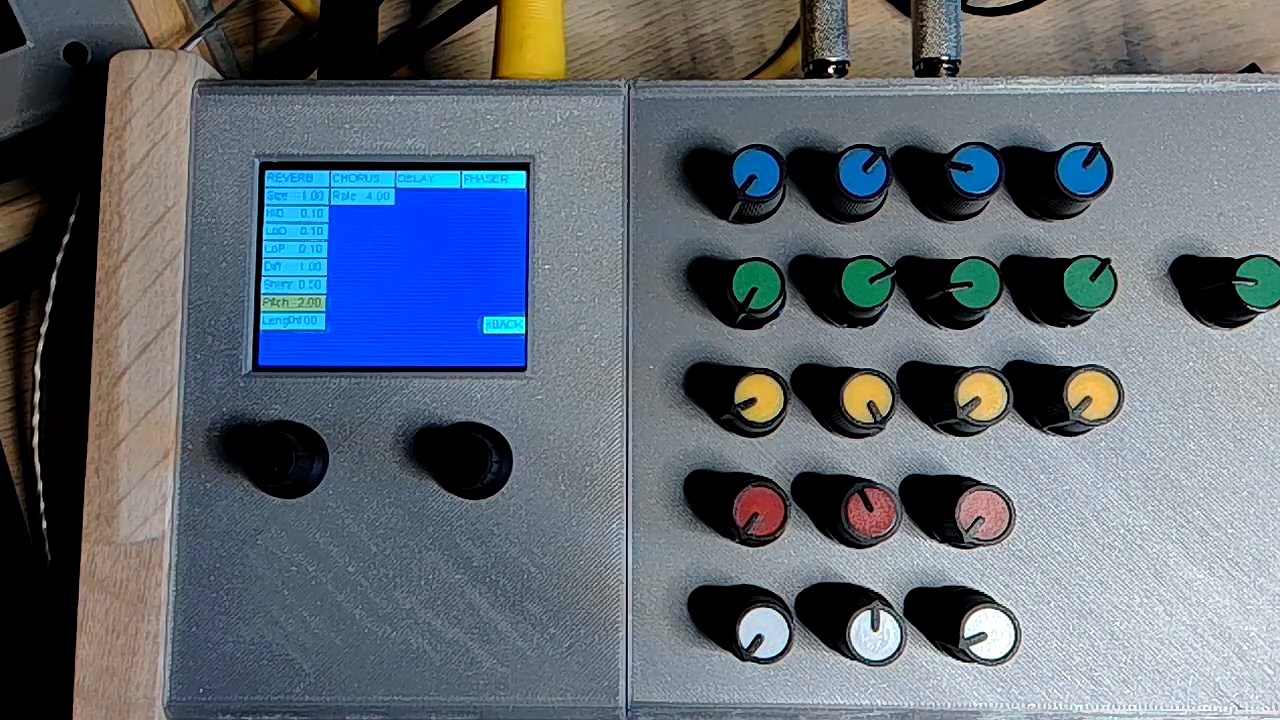 REVERB CHORUS DELAY PHASER
Size 1.00 Rate 4.00
HiD 0.10
LoD 0.10
LoP 0.10
Diff 1.00
Shimr 0.50
Pitch 2.00
BACK